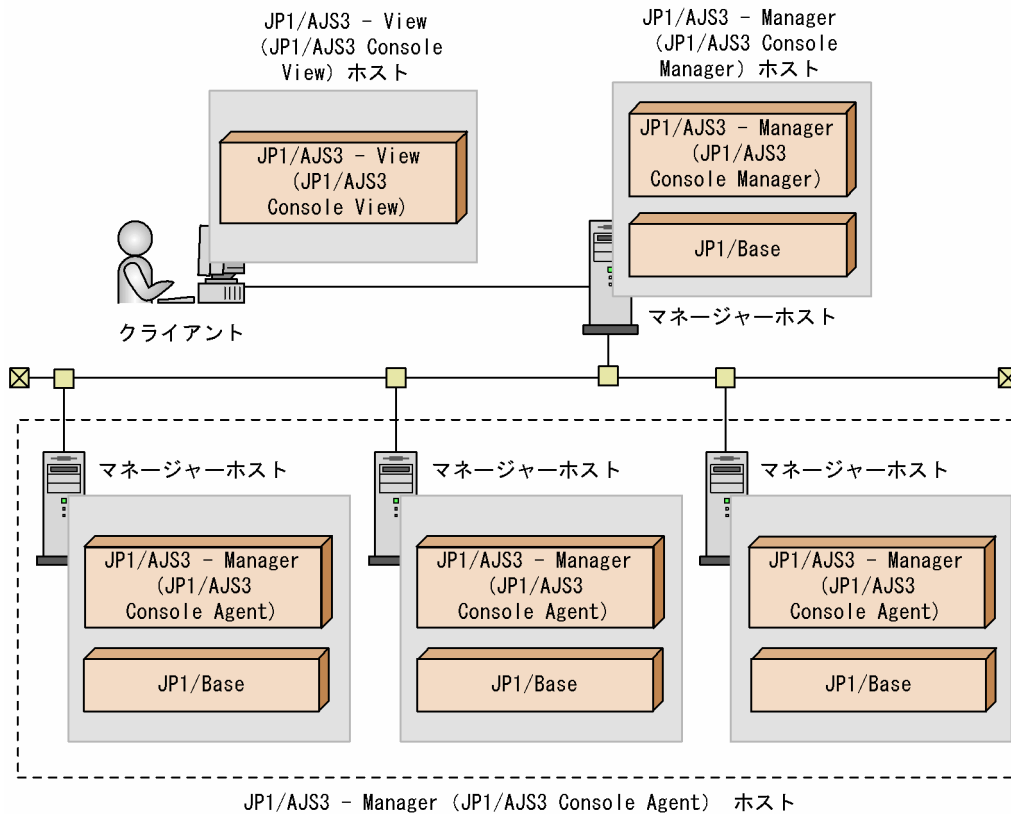 JP1/AJS3 - View
(JP1/AJS3 Console
View) ホスト
JP1/AJS3 - Manager
(JP1/AJS3 Console
Manager) ホスト
JP1/AJS3 - View
(JP1/AJS3
Console View)
JP1/AJS3 - Manager
(JP1/AJS3
Console Manager)
JP1/Base
クライアント
マネージャーホスト
マネージャーホスト
マネージャーホスト
マネージャーホスト
JP1/AJS3 - Manager
(JP1/AJS3
Console Agent)
JP1/Base
JP1/AJS3 - Manager
(JP1/AJS3
Console Agent)
JP1/Base
JP1/AJS3 - Manager
(JP1/AJS3
Console Agent)
JP1/Base
JP1/AJS3 - Manager (JP1/AJS3 Console Agent) ホスト